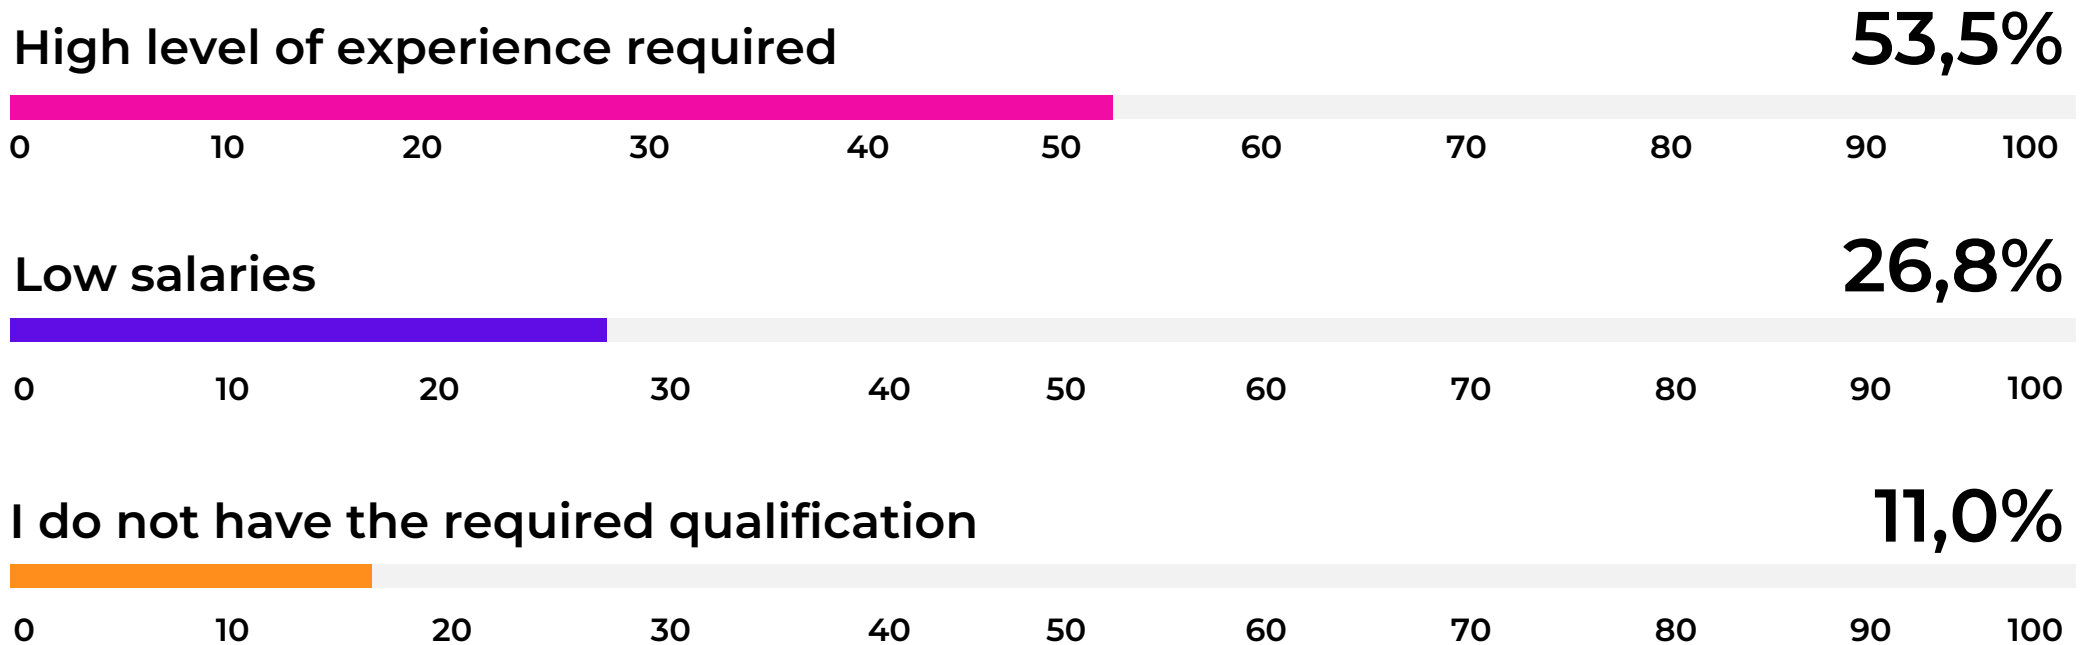 High level of experience required 53,5%
0 10 20 30 40 50 60 70 80 90 100
Low salaries 26,8%
0 10 20 30 40 50 60 70 80 90 100
I do not have the required qualification 11,0%
0 10 20 30 40 50 60 70 80 90 100